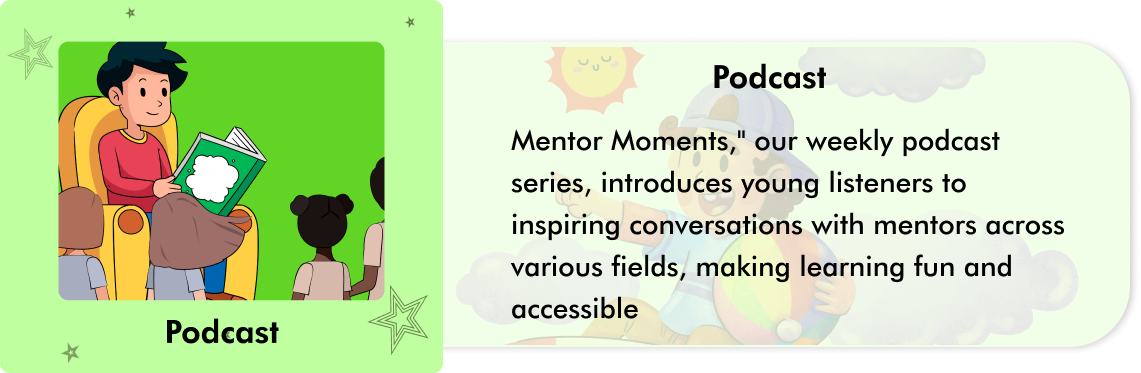 Podcast
Podcast
Mentor Moments," our weekly podcast
series, introduces young listeners to
inspiring conversations with mentors across
various fields, making learning fun and
accessible